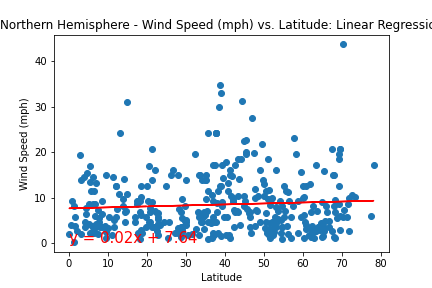 Northern Hemisphere - Wind Speed (mph) vs. Latitude: Linear Regressio
Wind Speed (mph)
40
30
20
10
0
y = 0.02x + 7.64
0 10 20 30 40 50 60 70 80
Latitude